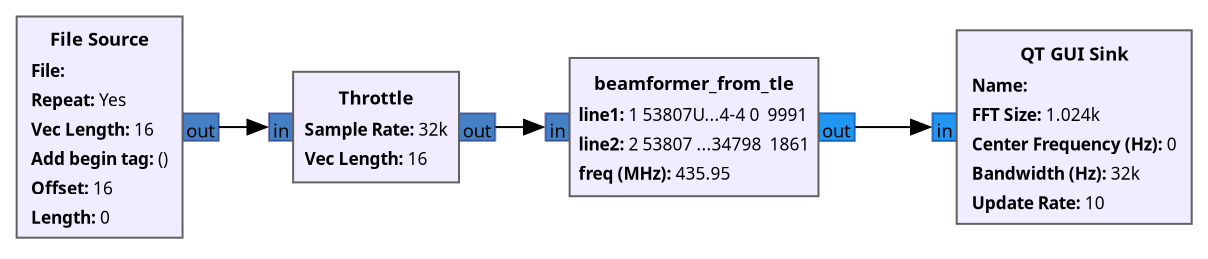 File Source
File:
Repeat: Yes
Vec Length: 16
Add begin tag: ()
Offset: 16
Length: 0
out
in
Throttle
Sample Rate: 32k
Vec Length: 16
out
in
beamformer_from_tle
line1: 1 53807U...4-4 0  9991
line2: 2 53807 ...34798  1861
freq (MHz): 435.95
out
in
QT GUI Sink
Name:
FFT Size: 1.024k
Center Frequency (Hz): 0
Bandwidth (Hz): 32k
Update Rate: 10